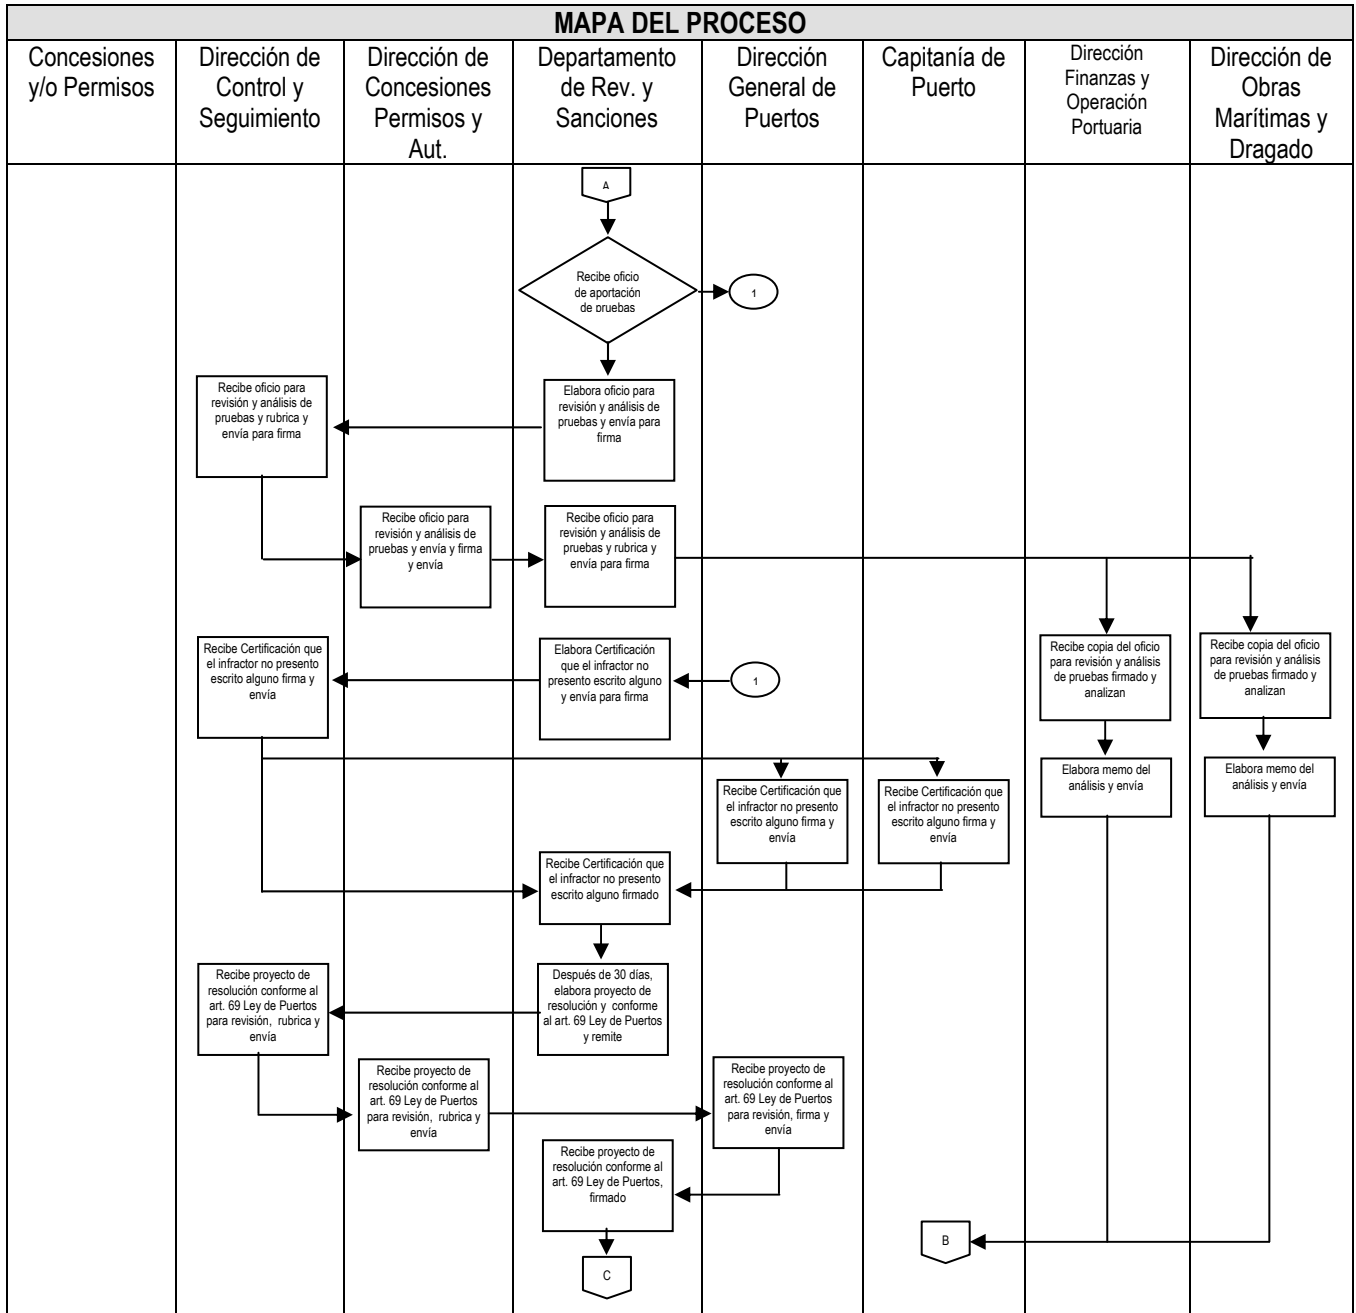 MAPA DEL PROCESO
Concesiones
y/o Permisos
Dirección de
Control y
Seguimiento
Dirección de
Concesiones
Permisos y
Aut.
Departamento
de Rev. y
Sanciones
Dirección
General de
Puertos
Capitanía de
Puerto
Dirección
Finanzas y
Operación
Portuaria
Dirección de
Obras
Marítimas y
Dragado
A
Recibe oficio
de aportación
de pruebas
1
Recibe oficio para
revisión y análisis de
pruebas y rubrica y
envía para firma
Elabora oficio para
revisión y análisis de
pruebas y envía para
firma
Recibe oficio para
revisión y análisis de
pruebas y envía y firma
y envía
Recibe oficio para
revisión y análisis de
pruebas y rubrica y
envía para firma
Recibe Certificación que
el infractor no presento
escrito alguno firma y
envía
Elabora Certificación
que el infractor no
presento escrito alguno
y envía para firma
1
Recibe copia del oficio
para revisión y análisis
de pruebas firmado y
analizan
Recibe copia del oficio
para revisión y análisis
de pruebas firmado y
analizan
Recibe Certificación que
el infractor no presento
escrito alguno firma y
envía
Recibe Certificación que
el infractor no presento
escrito alguno firma y
envía
Elabora memo del
análisis y envía
Elabora memo del
análisis y envía
Recibe Certificación que
el infractor no presento
escrito alguno firmado
Recibe proyecto de
resolución conforme al
art. 69 Ley de Puertos
para revisión, rubrica y
envía
Después de 30 días,
elabora proyecto de
resolución y conforme
al art. 69 Ley de Puertos
y remite
Recibe proyecto de
resolución conforme al
art. 69 Ley de Puertos
para revisión, rubrica y
envía
Recibe proyecto de
resolución conforme al
art. 69 Ley de Puertos
para revisión, firma y
envía
Recibe proyecto de
resolución conforme al
art. 69 Ley de Puertos,
firmado
B
C